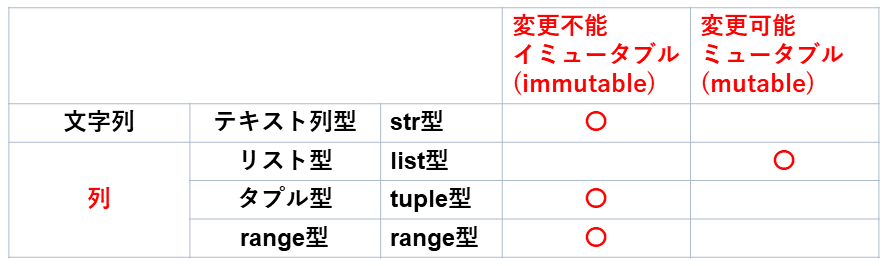 変更不能
イミュータブル
(immutable)
変更可能
ミュータブル
(mutable)
文字列 テキスト列型 str型 〇
列 リスト型 list型 〇
タプル型 tuple型 〇
range型 range型 〇